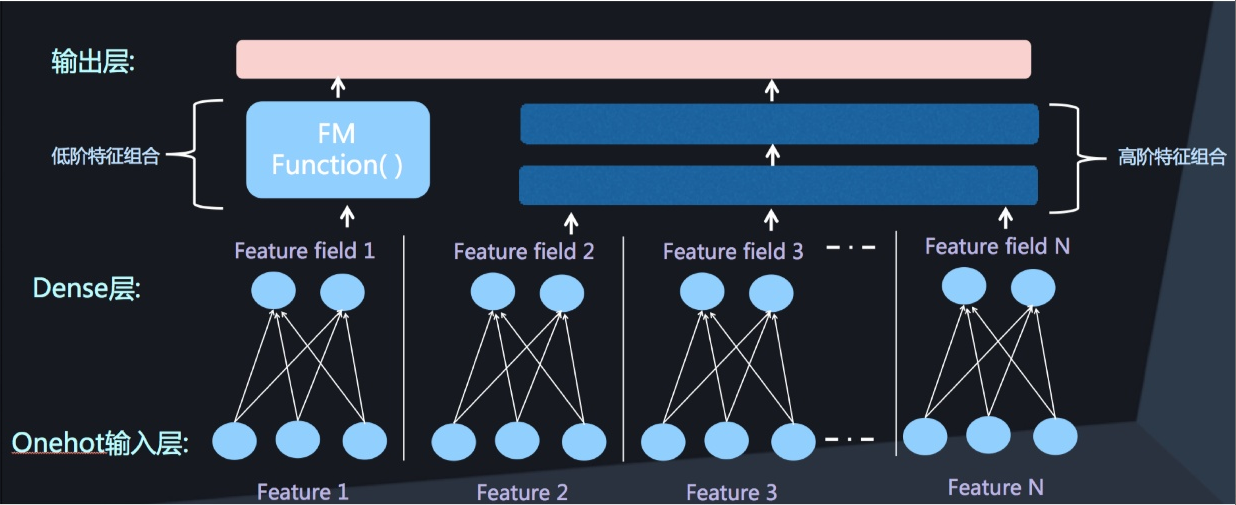 输出层:
FM
Function( )
低阶特征组合
高阶特征组合
Feature field 1
Feature field 2
Feature field 3
Feature field N
Dense层:
Onehot输入层:
Feature 1
Feature 2
Feature 3
Feature N